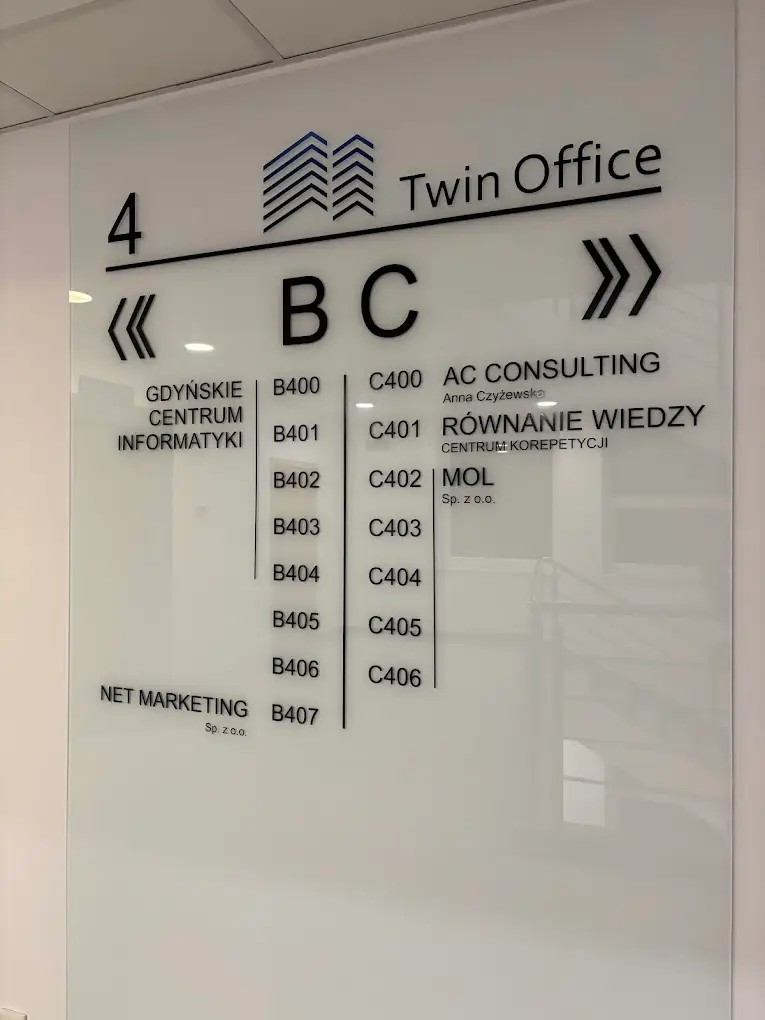 4 Twin Office
B C
GDYŃSKIE
CENTRUM
INFORMATYKI
B400
B401
B402
B403
B404
B405
B406
NET MARKETING B407
Sp. z o.o.
C400 AC CONSULTING
Anna Czyżewska
C401 RÓWNANIE WIEDZY
CENTRUM KOREPETYCJI
C402 MOL
Sp. z o.o.
C403
C404
C405
C406